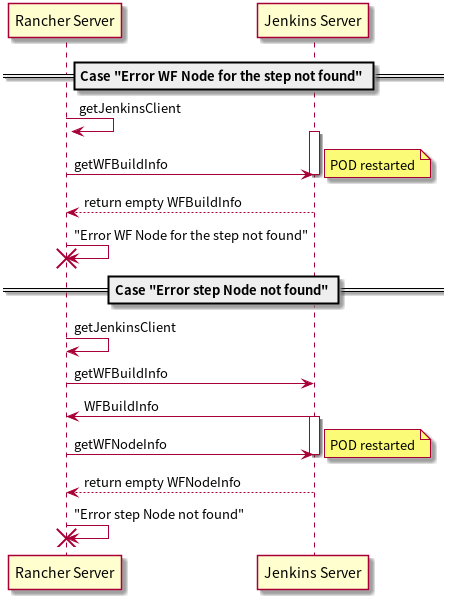 Rancher Server
Jenkins Server
Case "Error WF Node for the step not found"
getJenkinsClient
getWFBuildInfo
POD restarted
return empty WFBuildInfo
"Error WF Node for the step not found"
Case "Error step Node not found"
getJenkinsClient
getWFBuildInfo
WFBuildInfo
getWFNodeInfo
POD restarted
return empty WFNodeInfo
"Error step Node not found"
Rancher Server
Jenkins Server